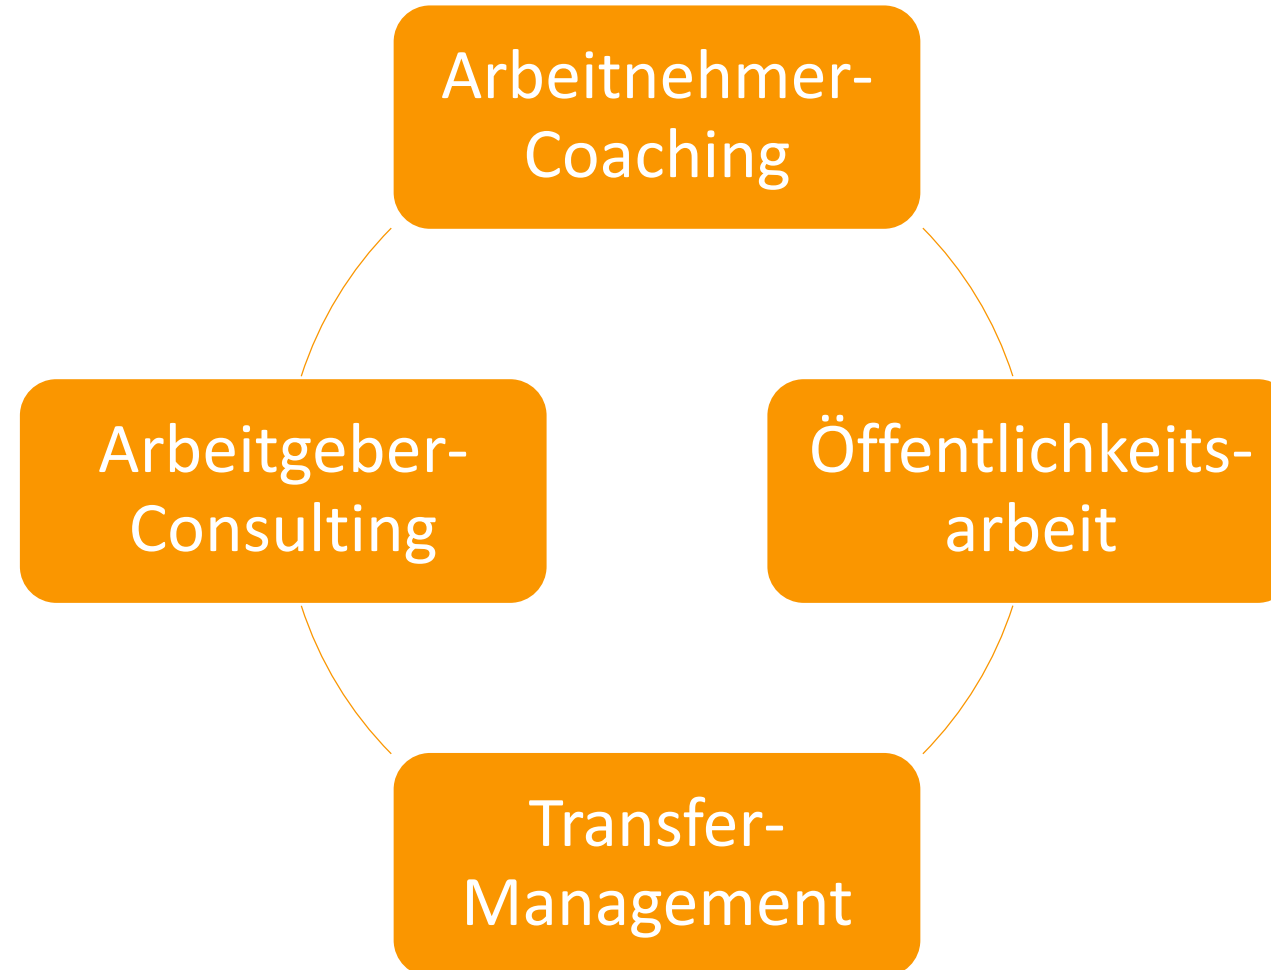 Arbeitnehmer-
Coaching
Arbeitgeber-
Consulting
Öffentlichkeits-
arbeit
Transfer-
Management